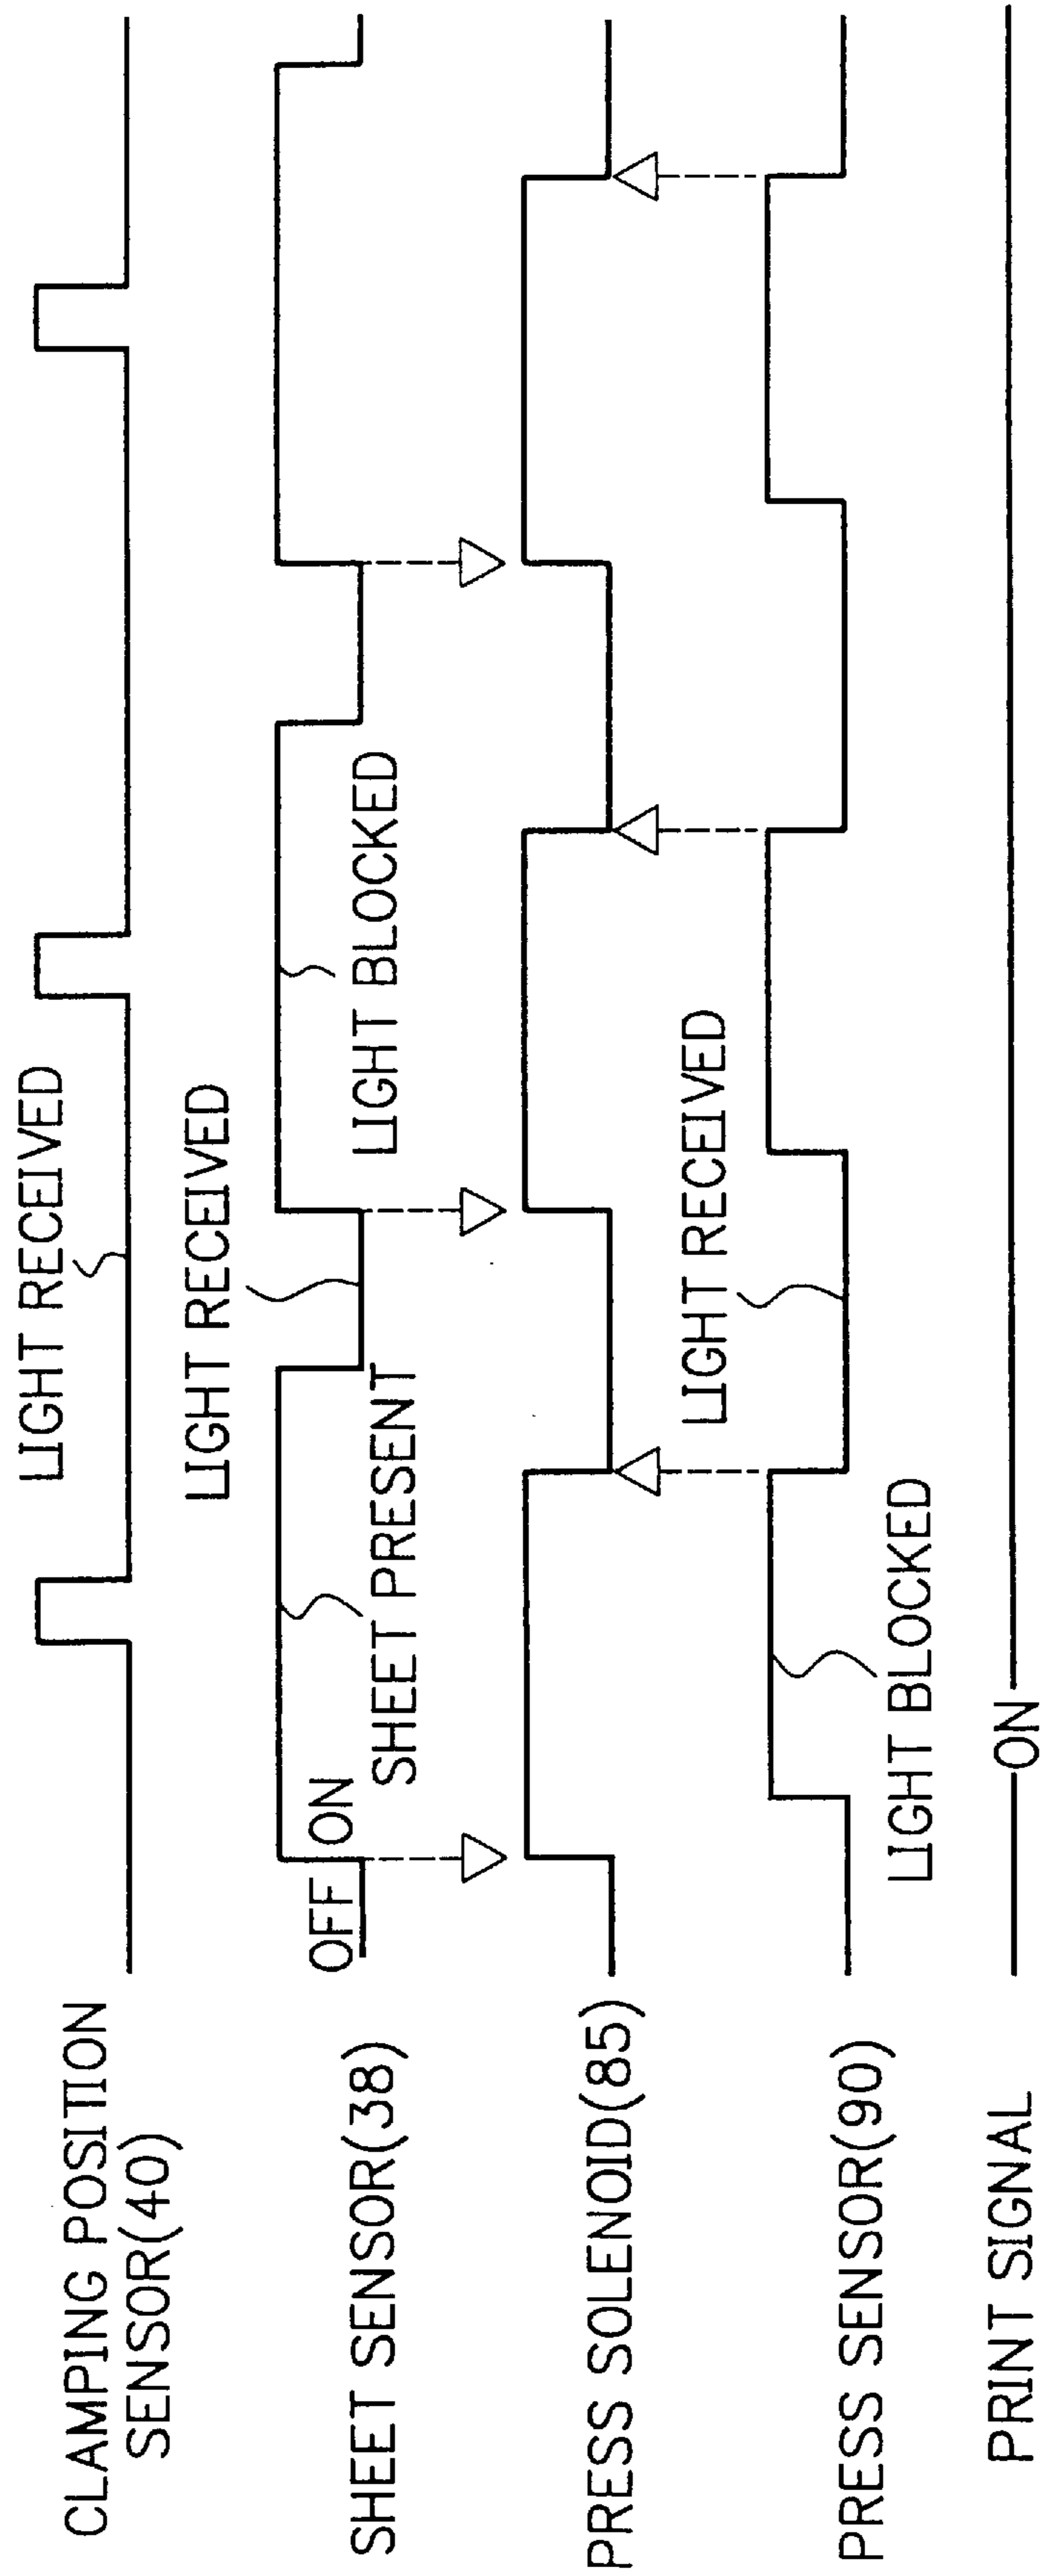 LIGHT RECEIVED
CLAMPING POSITION
SENSOR(40)
LIGHT RECEIVED
OFF ON
SHEET SENSOR(38)
SHEET PRESENT
LIGHT BLOCKED
PRESS SOLENOID(85)
LIGHT RECEIVED
PRESS SENSOR(90)
LIGHT BLOCKED
PRINT SIGNAL
ON